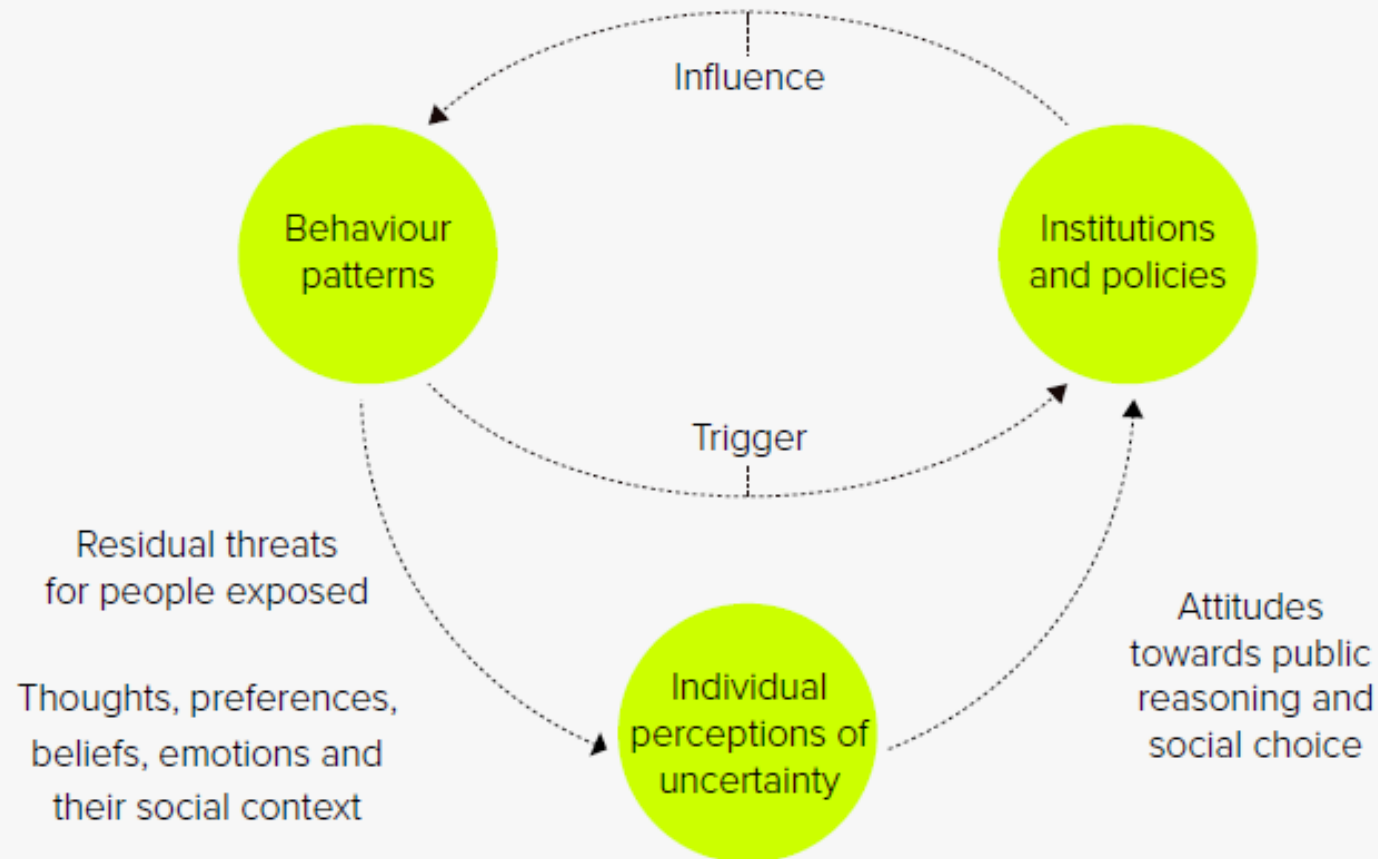 Influence
Behaviour
patterns
Institutions
and policies
Trigger
Residual threats
for people exposed
Thoughts, preferences,
beliefs, emotions and
their social context
Individual
perceptions of
uncertainty
Attitudes
towards public
reasoning and
social choice